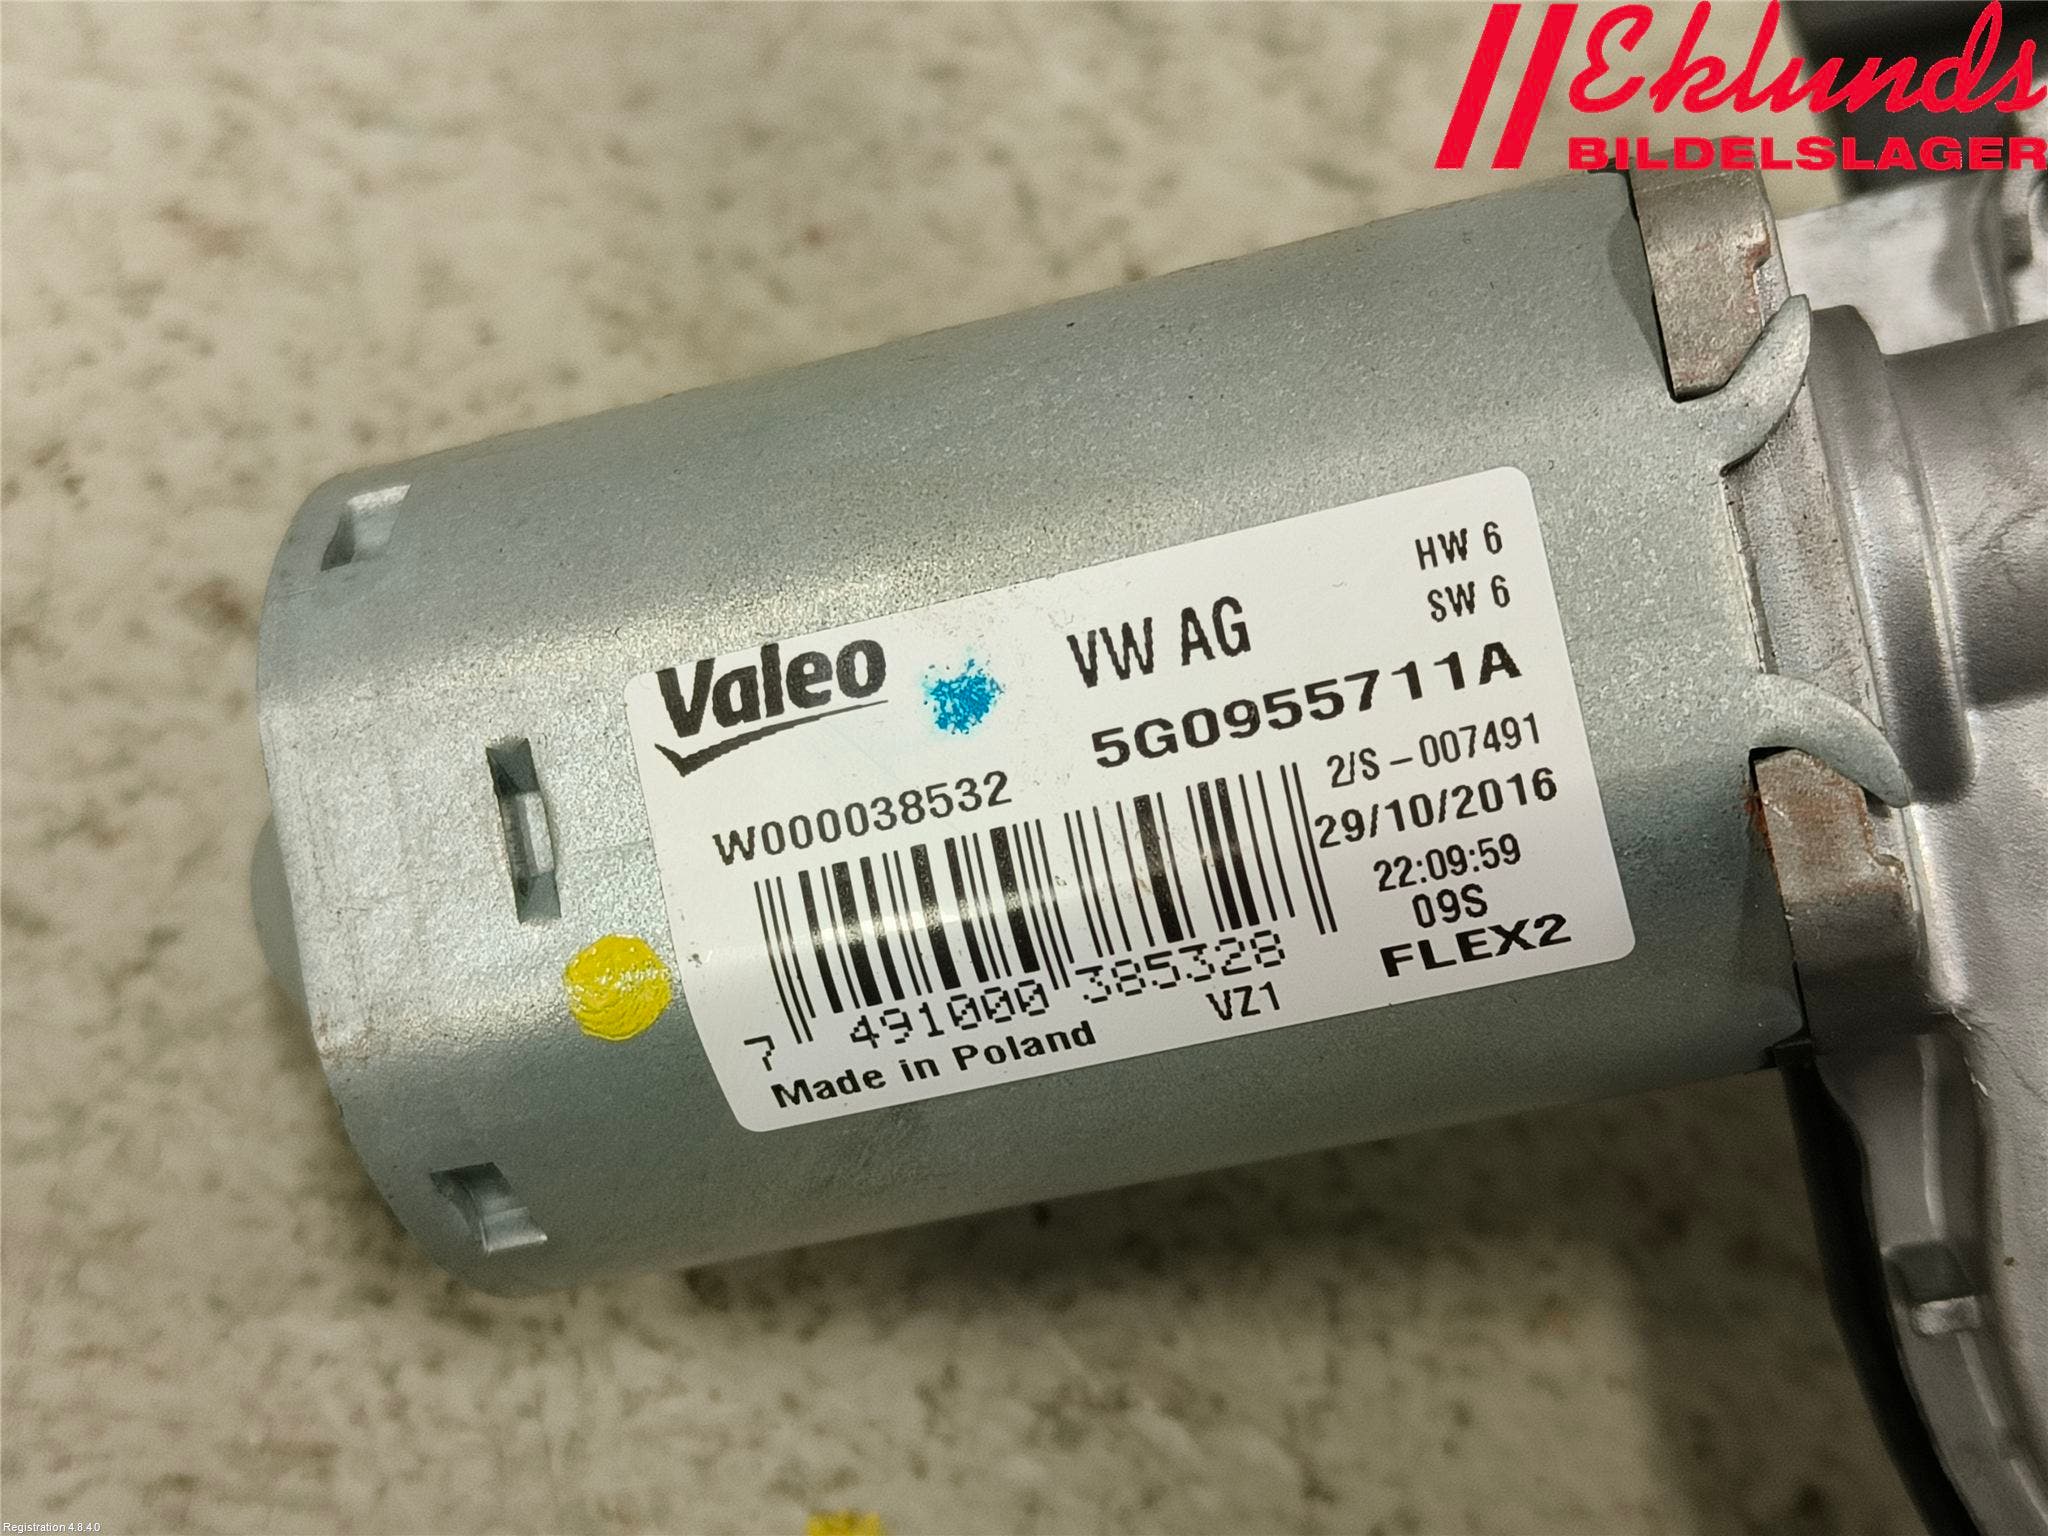 Eklunds
BILDELSLAGER
HW 6
SW 6
Valeo
VW AG
5G0955711A
W000038532
2/S - 007491
29/10/2016
22:09:59
09S
FLEX2
7 491000 385328
VZ1
Made in Poland
Registration 4.8.4.0